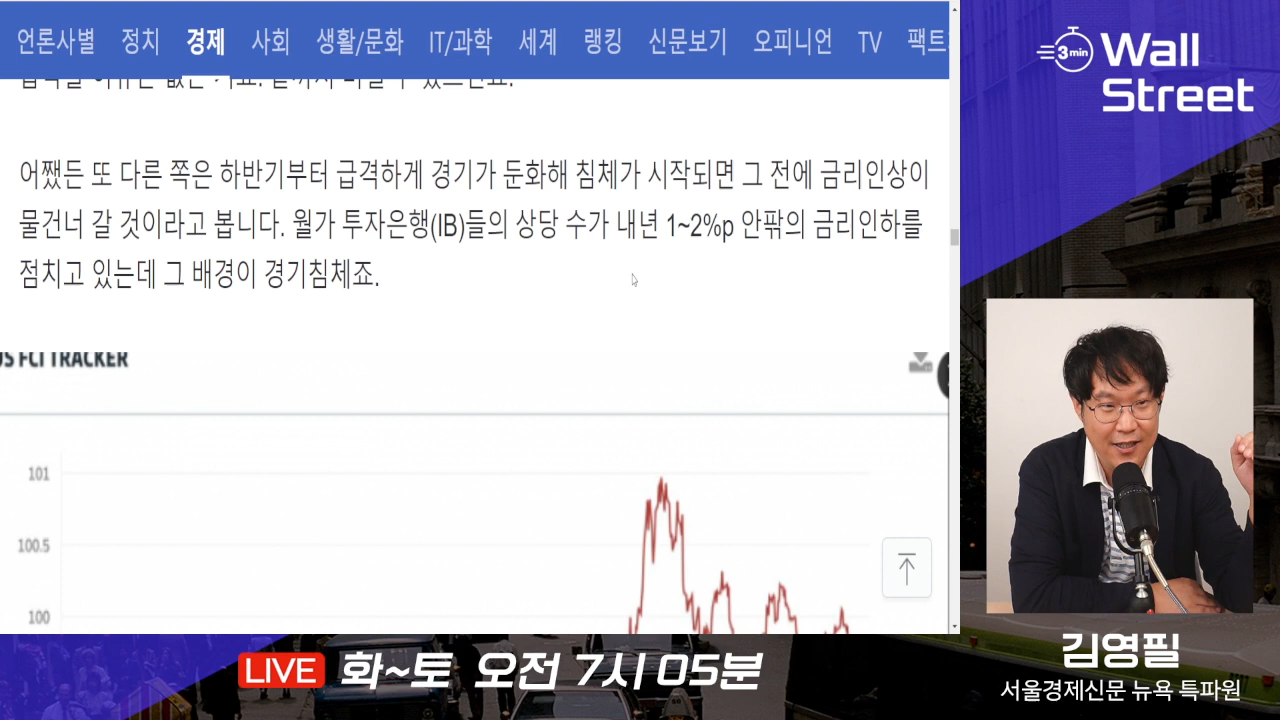 언론사별 정치 경제 사회 생활/문화 IT/과학 세계 랭킹 신문보기 오피니언 TV 팩트
어쨌든 또 다른 쪽은 하반기부터 급격하게 경기가 둔화해 침체가 시작되면 그 전에 금리인상이
물건너 갈 것이라고 봅니다. 월가 투자은행(IB)들의 상당 수가 내년 1~2%p 안팎의 금리인하를
점치고 있는데 그 배경이 경기침체죠.
US FCI TRACKER
101
100.5
100
3min Wall
Street
김영필
서울경제신문 뉴욕 특파원
LIVE 화~토 오전 7시 05분